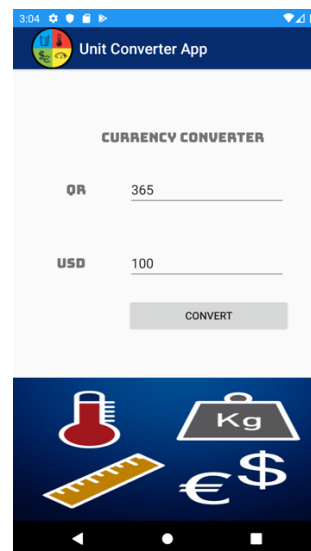 3:04
Unit Converter App
CURRENCY CONVERTER
QR 365
USD 100
CONVERT
Kg
€ $